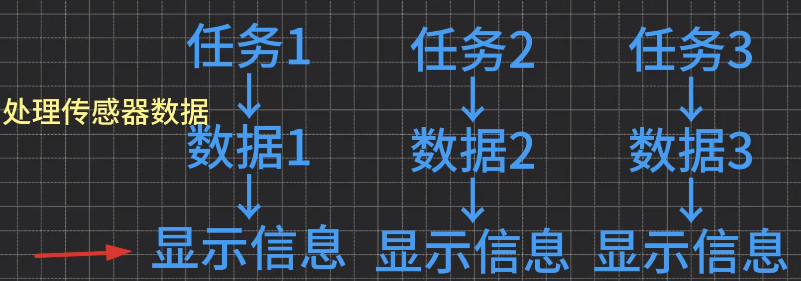 任务1 任务2 任务3
处理传感器数据
数据1 数据2 数据3
显示信息 显示信息 显示信息